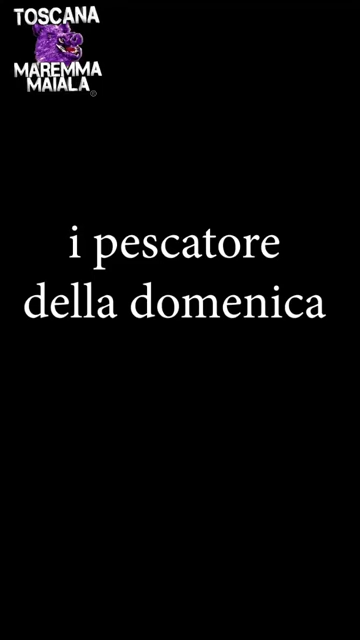 TOSCANA
MAREMMA
MAIALA®
i pescatore
della domenica